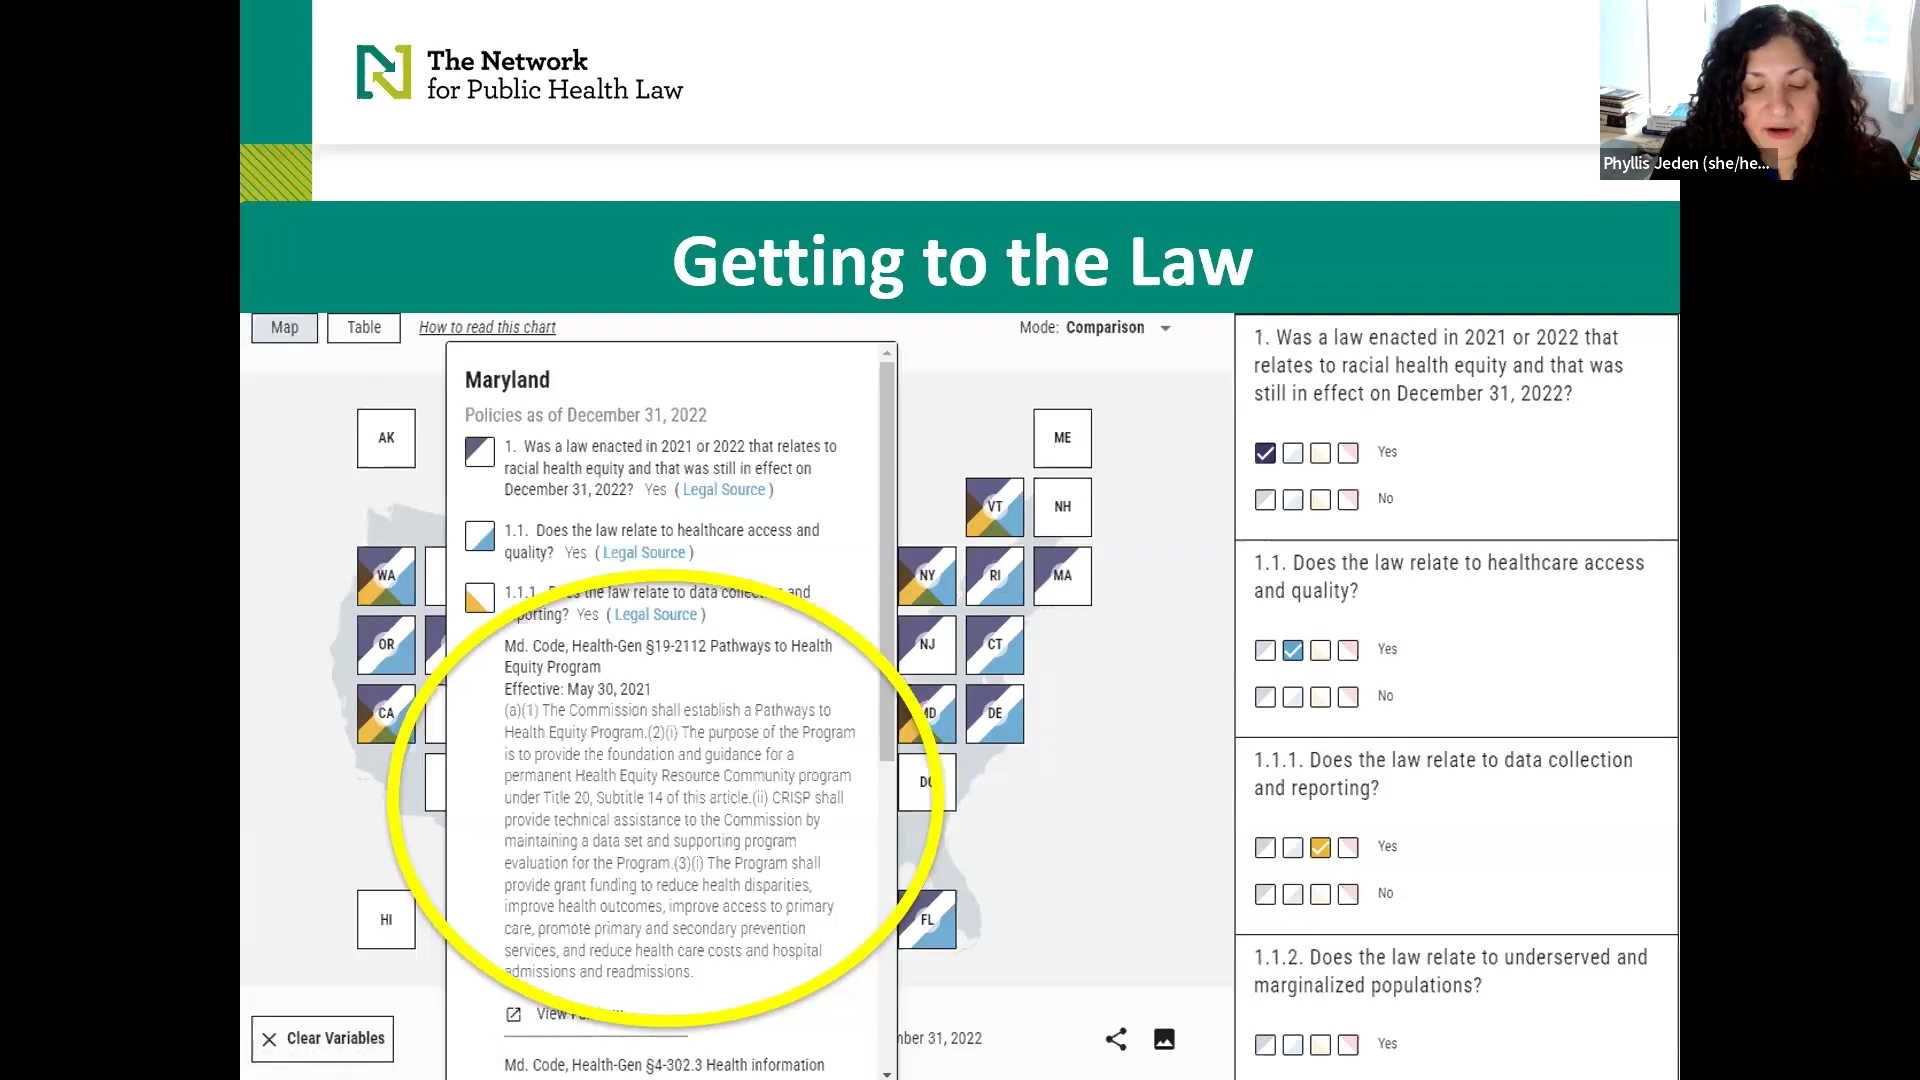 The Network
for Public Health Law
Phyllis Jeden (she/he...
Getting to the Law
Map
Table
How to read this chart
Mode: Comparison
Maryland
Policies as of December 31, 2022
1. Was a law enacted in 2021 or 2022 that relates to
racial health equity and that was still in effect on
December 31, 2022? Yes ( Legal Source )
1.1. Does the law relate to healthcare access and
quality? Yes ( Legal Source )
1.1.1. Does the law relate to data collection and
reporting? Yes ( Legal Source )
Md. Code, Health-Gen §19-2112 Pathways to Health
Equity Program
Effective: May 30, 2021
(a)(1) The Commission shall establish a Pathways to
Health Equity Program.(2)(i) The purpose of the Program
is to provide the foundation and guidance for a
permanent Health Equity Resource Community program
under Title 20, Subtitle 14 of this article.(ii) CRISP shall
provide technical assistance to the Commission by
maintaining a data set and supporting program
evaluation for the Program.(3)(i) The Program shall
provide grant funding to reduce health disparities,
improve health outcomes, improve access to primary
care, promote primary and secondary prevention
services, and reduce health care costs and hospital
admissions and readmissions.
View
Md. Code, Health-Gen §4-302.3 Health information
AK
ME
VT
NH
WA
NY
RI
MA
OR
NJ
CT
CA
MD
DE
DC
HI
FL
Clear Variables
mber 31, 2022
1. Was a law enacted in 2021 or 2022 that
relates to racial health equity and that was
still in effect on December 31, 2022?
Yes
No
1.1. Does the law relate to healthcare access
and quality?
Yes
No
1.1.1. Does the law relate to data collection
and reporting?
Yes
No
1.1.2. Does the law relate to underserved and
marginalized populations?
Yes